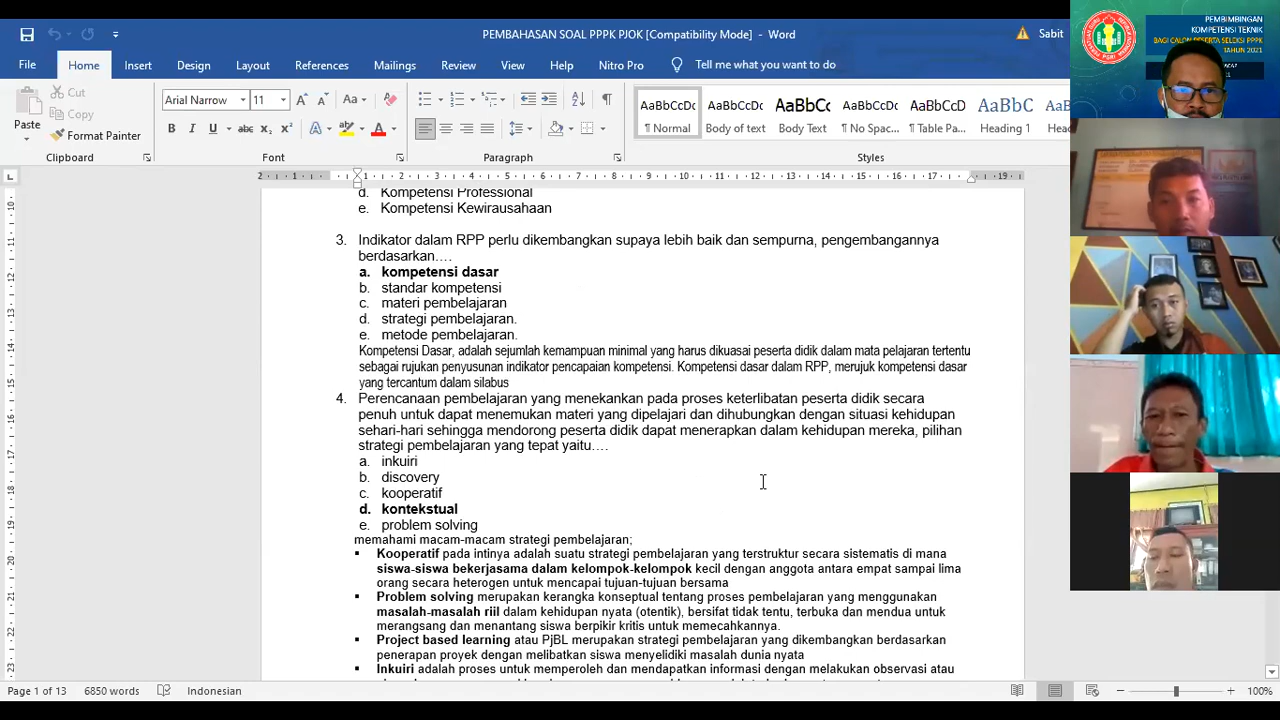 PEMBAHASAN SOAL PPPK PJOK [Compatibility Mode] - Word
Sabit
File Home Insert Design Layout References Mailings Review View Help Nitro Pro Tell me what you want to do
Paste
Cut
Copy
Format Painter
Clipboard
Arial Narrow 11
Font
Paragraph
AaBbCcDc AaBbCcDc AaBbCc AaBbCcDc AaBbCcD AaBbC
¶ Normal Body of text Body Text ¶ No Spac... ¶ Table Pa... Heading 1
Styles
d. Kompetensi Professional
e. Kompetensi Kewirausahaan
3. Indikator dalam RPP perlu dikembangkan supaya lebih baik dan sempurna, pengembangannya
berdasarkan….
a. kompetensi dasar
b. standar kompetensi
c. materi pembelajaran
d. strategi pembelajaran.
e. metode pembelajaran.
Kompetensi Dasar, adalah sejumlah kemampuan minimal yang harus dikuasai peserta didik dalam mata pelajaran tertentu
sebagai rujukan penyusunan indikator pencapaian kompetensi. Kompetensi dasar dalam RPP, merujuk kompetensi dasar
yang tercantum dalam silabus
4. Perencanaan pembelajaran yang menekankan pada proses keterlibatan peserta didik secara
penuh untuk dapat menemukan materi yang dipelajari dan dihubungkan dengan situasi kehidupan
sehari-hari sehingga mendorong peserta didik dapat menerapkan dalam kehidupan mereka, pilihan
strategi pembelajaran yang tepat yaitu….
a. inkuiri
b. discovery
c. kooperatif
d. kontekstual
e. problem solving
memahami macam-macam strategi pembelajaran;
▪ Kooperatif pada intinya adalah suatu strategi pembelajaran yang terstruktur secara sistematis di mana
siswa-siswa bekerjasama dalam kelompok-kelompok kecil dengan anggota antara empat sampai lima
orang secara heterogen untuk mencapai tujuan-tujuan bersama
▪ Problem solving merupakan kerangka konseptual tentang proses pembelajaran yang menggunakan
masalah-masalah riil dalam kehidupan nyata (otentik), bersifat tidak tentu, terbuka dan mendua untuk
merangsang dan menantang siswa berpikir kritis untuk memecahkannya.
▪ Project based learning atau PjBL merupakan strategi pembelajaran yang dikembangkan berdasarkan
penerapan proyek dengan melibatkan siswa menyelidiki masalah dunia nyata
▪ Inkuiri adalah proses untuk memperoleh dan mendapatkan informasi dengan melakukan observasi atau
Page 1 of 13 6850 words Indonesian 100%
PEMBIMBINGAN
KOMPETENSI TEKNIK
BAGI CALON PESERTA SELEKSI PPPK
TAHUN 2021
PGRI